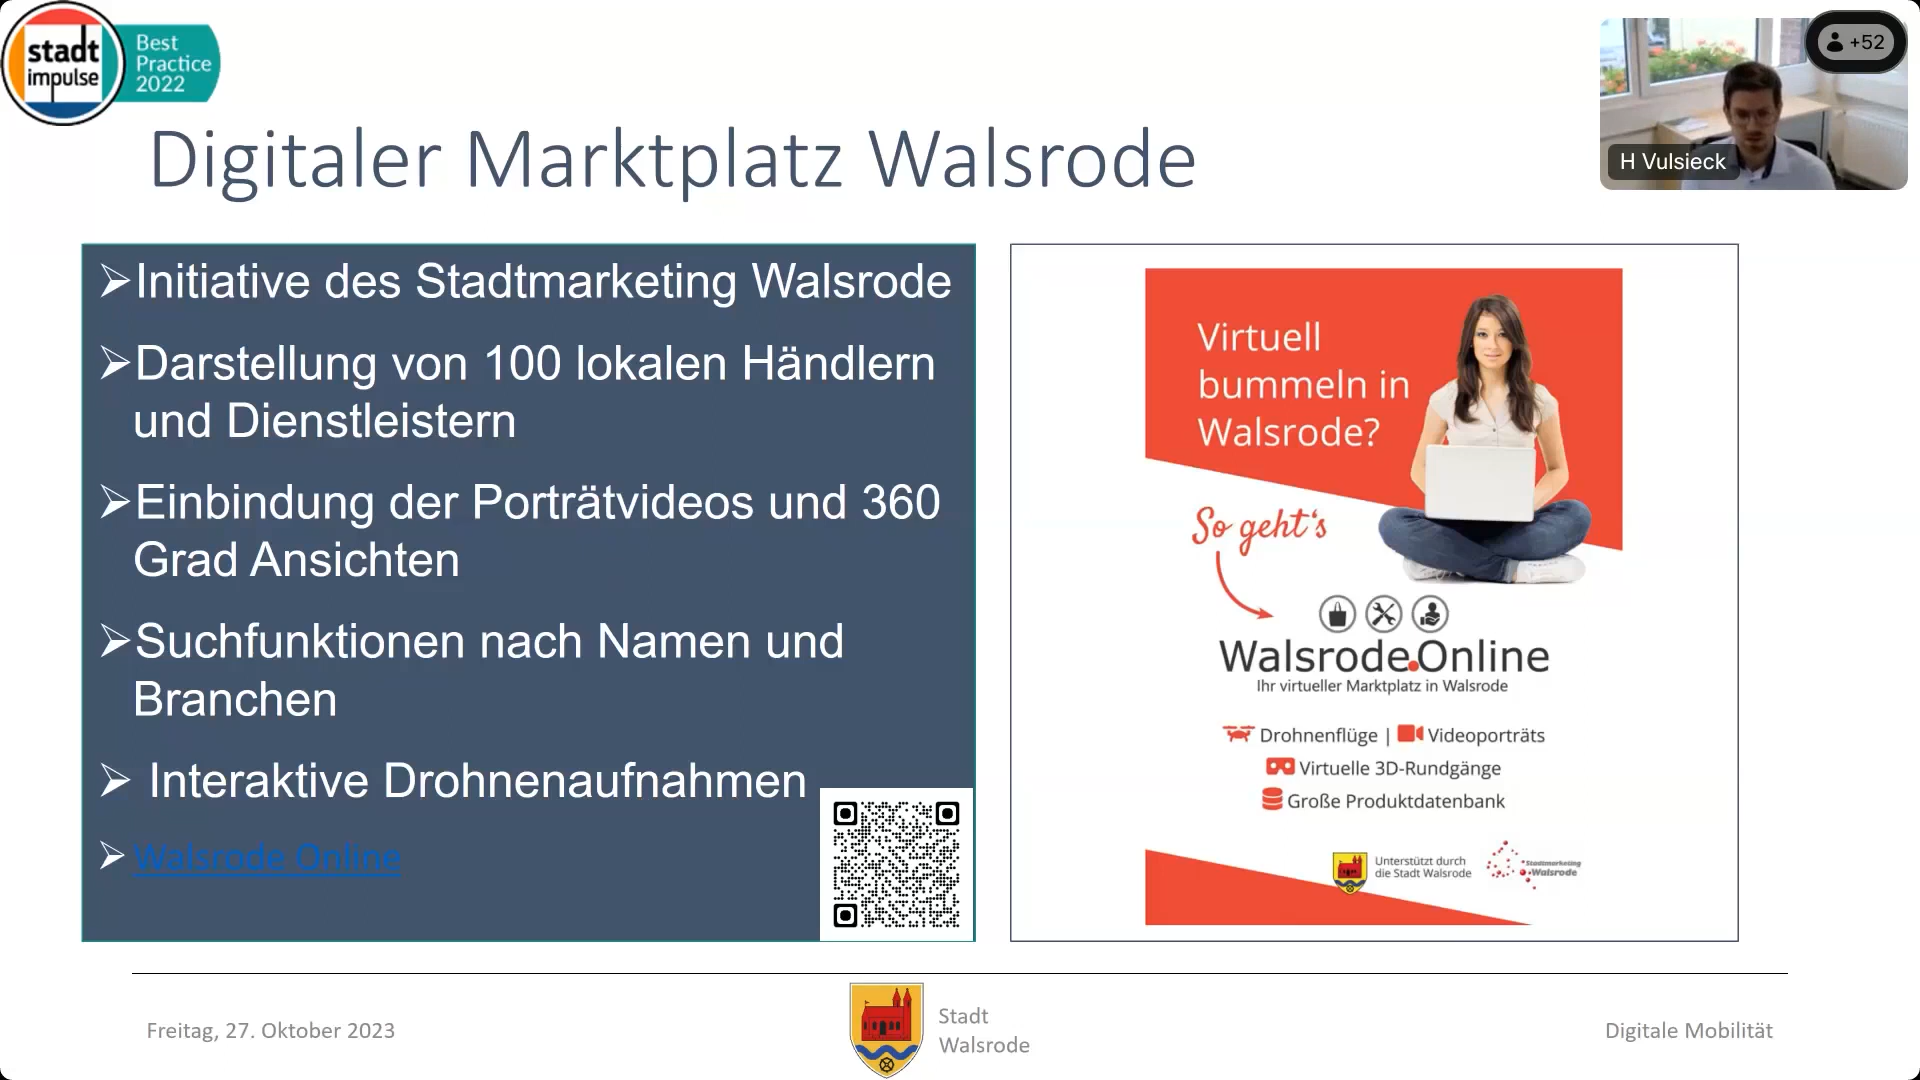 stadt
impulse
Best
Practice
2022
+52
H Vulsieck
Digitaler Marktplatz Walsrode
➢Initiative des Stadtmarketing Walsrode
➢Darstellung von 100 lokalen Händlern
und Dienstleistern
➢Einbindung der Porträtvideos und 360
Grad Ansichten
➢Suchfunktionen nach Namen und
Branchen
➢ Interaktive Drohnenaufnahmen
➢Walsrode Online
Virtuell
bummeln in
Walsrode?
So geht's
Walsrode.Online
Ihr virtueller Marktplatz in Walsrode
Drohnenflüge | Videoporträts
Virtuelle 3D-Rundgänge
Große Produktdatenbank
Unterstützt durch
die Stadt Walsrode
Stadtmarketing
Walsrode
Freitag, 27. Oktober 2023
Stadt
Walsrode
Digitale Mobilität